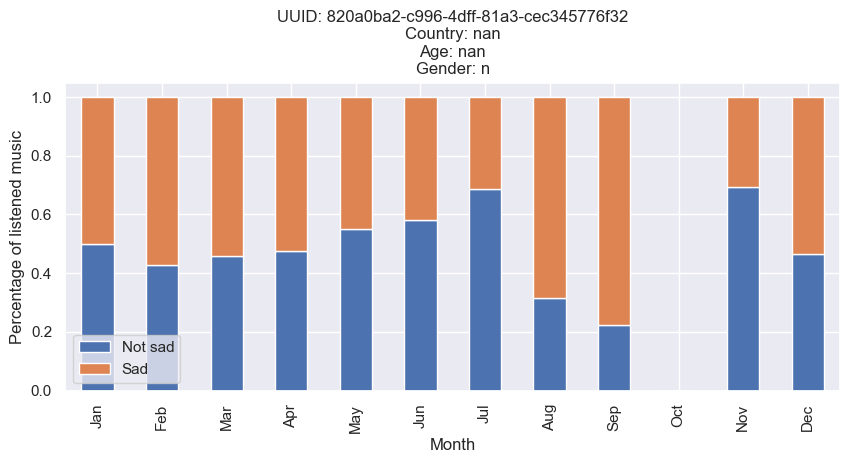 UUID: 820a0ba2-c996-4dff-81a3-cec345776f32
Country: nan
Age: nan
Gender: n
Percentage of listened music
1.0
0.8
0.6
0.4
0.2
0.0
Not sad
Sad
Jan
Feb
Mar
Apr
May
Jun
Jul
Aug
Sep
Oct
Nov
Dec
Month